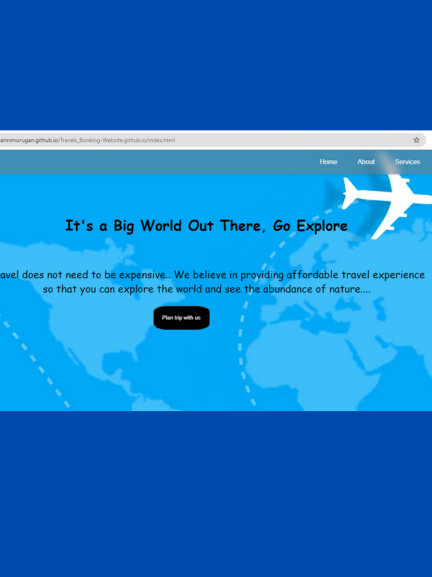 arinimurugan.github.io/Travels_Booking-Website.github.io/index.html
Home About Services
It's a Big World Out There, Go Explore
avel does not need to be expensive.. We believe in providing affordable travel experience
so that you can explore the world and see the abundance of nature....
Plan trip with us